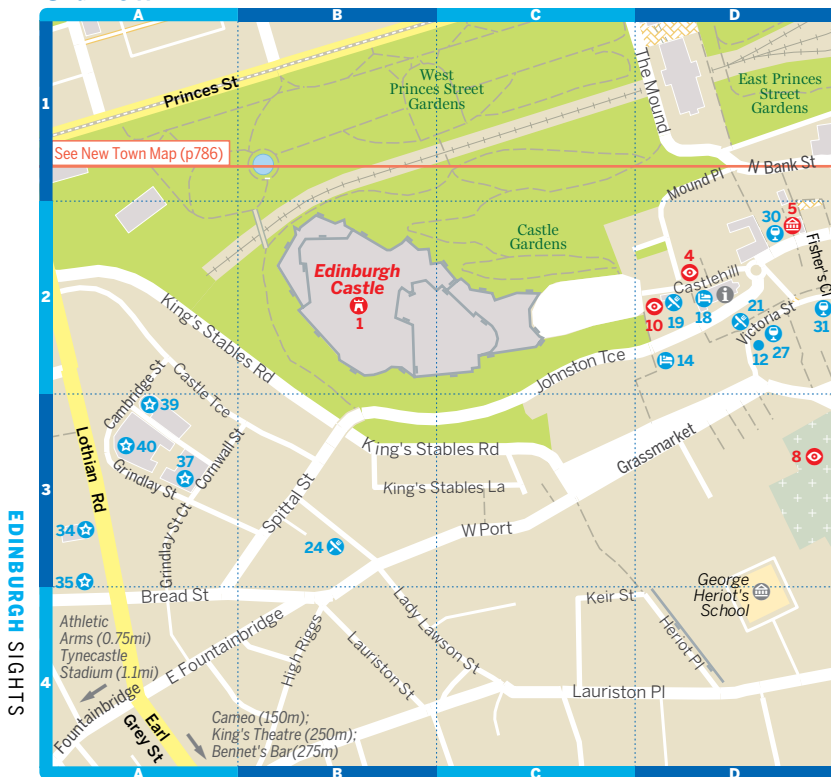 A
B
C
D
1
Princes St
West
Princes Street
Gardens
The Mound
East Princes
Street
Gardens
See New Town Map (p786)
N Bank St
Mound Pl
30
5
Castle
Gardens
Fisher's Cl
4
Edinburgh
Castle
1
2
Castlehill
i
10
19
18
21
Victoria St
31
King's Stables Rd
Johnston Tce
14
12
27
Cambridge St
39
Castle Tce
40
Lothian Rd
37
Cornwall St
Grindlay St
King's Stables Rd
Grassmarket
8
3
King's Stables La
Spittal St
W Port
34
24
Grindlay St Ct
35
Bread St
Keir St
George
Heriot's
School
Athletic
Arms (0.75mi)
Tynecastle
Stadium (1.1mi)
E Fountainbridge
High Riggs
Lady Lawson St
Lauriston St
Heriot Pl
4
Lauriston Pl
Fountainbridge
Earl
Grey St
Cameo (150m);
King's Theatre (250m);
Bennet's Bar(275m)
A
B
C
D
EDINBURGH SIGHTS